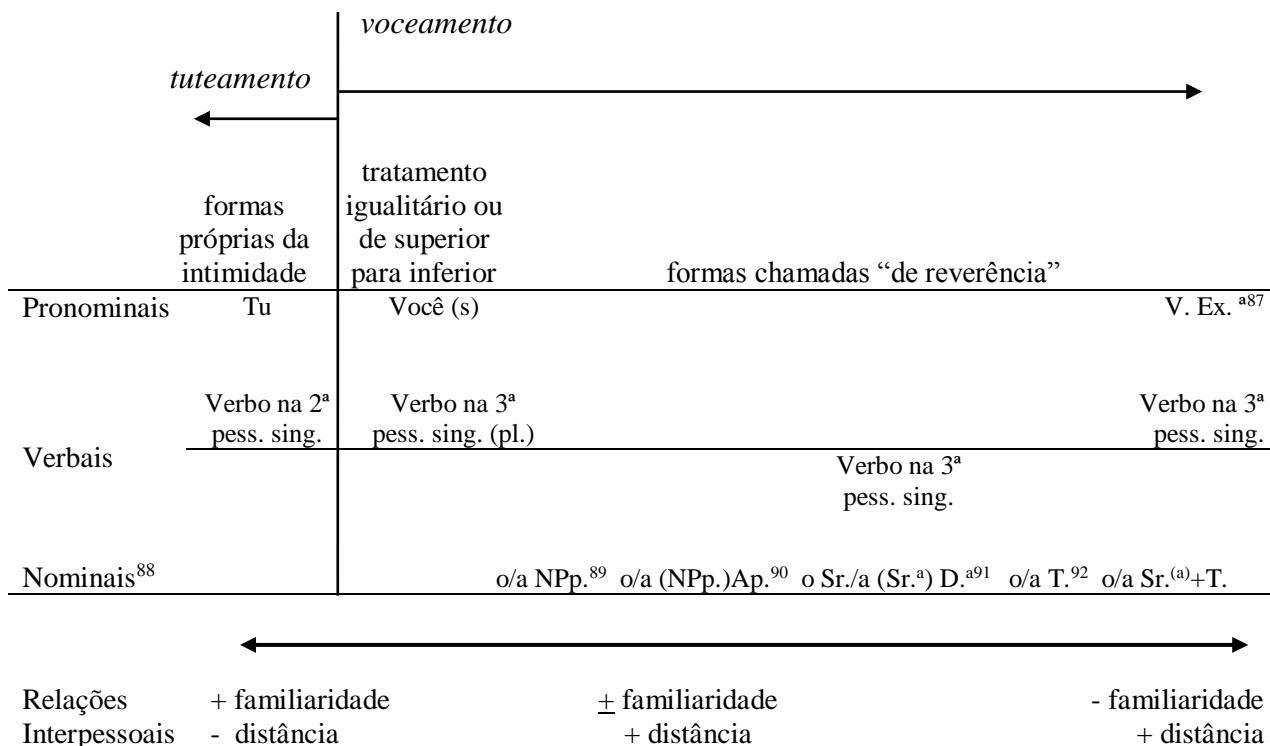 voceamento
tuteamento
formas próprias da intimidade
tratamento igualitário ou de superior para inferior
formas chamadas “de reverência”
Pronominais Tu Você (s) V. Ex. ª⁸⁷
Verbo na 2ª pess. sing.
Verbo na 3ª pess. sing. (pl.)
Verbo na 3ª pess. sing.
Verbais
Verbo na 3ª pess. sing.
Nominais⁸⁸ o/a NPp.⁸⁹ o/a (NPp.)Ap.⁹⁰ o Sr./a (Sr.ª) D.ª⁹¹ o/a T.⁹² o/a Sr.⁽ª⁾+T.
Relações + familiaridade ± familiaridade - familiaridade
Interpessoais - distância + distância + distância